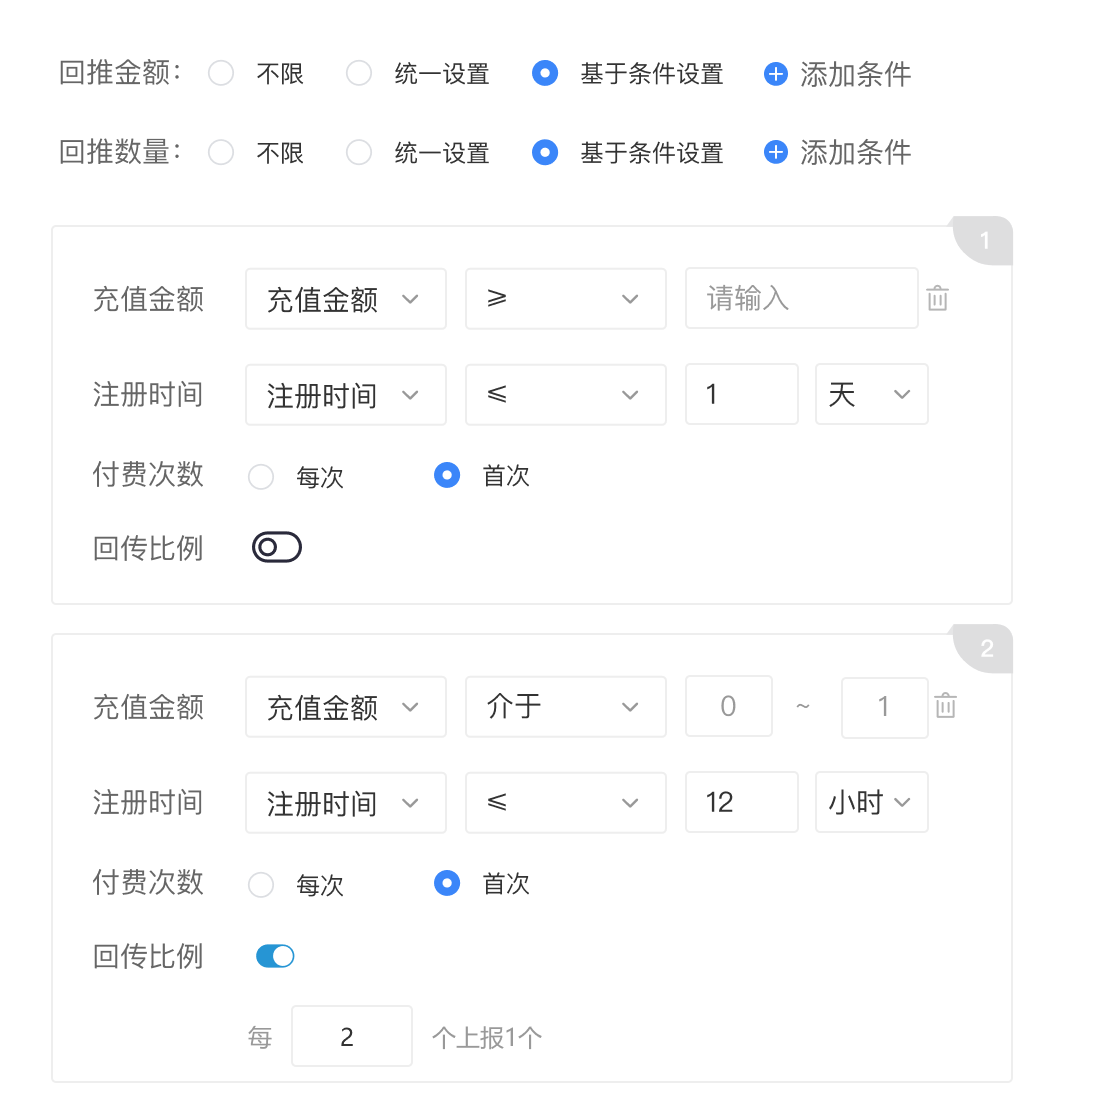 回推金额： 不限 统一设置 基于条件设置 添加条件
回推数量： 不限 统一设置 基于条件设置 添加条件
1
充值金额 充值金额 ⩾ 请输入
注册时间 注册时间 ⩽ 1 天
付费次数 每次 首次
回传比例
2
充值金额 充值金额 介于 0 ~ 1
注册时间 注册时间 ⩽ 12 小时
付费次数 每次 首次
回传比例
每 2 个上报1个